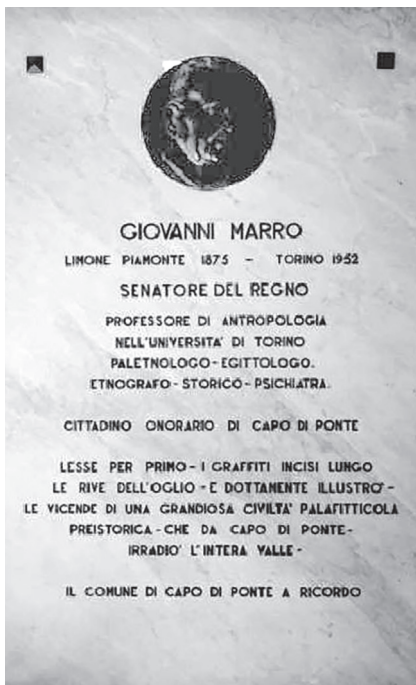 GIOVANNI MARRO
LIMONE PIAMONTE 1875 - TORINO 1952
SENATORE DEL REGNO
PROFESSORE DI ANTROPOLOGIA
NELL'UNIVERSITA' DI TORINO
PALETNOLOGO-EGITTOLOGO.
ETNOGRAFO-STORICO-PSICHIATRA.
CITTADINO ONORARIO DI CAPO DI PONTE
LESSE PER PRIMO-I GRAFFITI INCISI LUNGO
LE RIVE DELL'OGLIO-E DOTTAMENTE ILLUSTRO'-
LE VICENDE DI UNA GRANDIOSA CIVILTA' PALAFITTICOLA
PREISTORICA-CHE DA CAPO DI PONTE-
IRRADIO' L'INTERA VALLE-
IL COMUNE DI CAPO DI PONTE A RICORDO